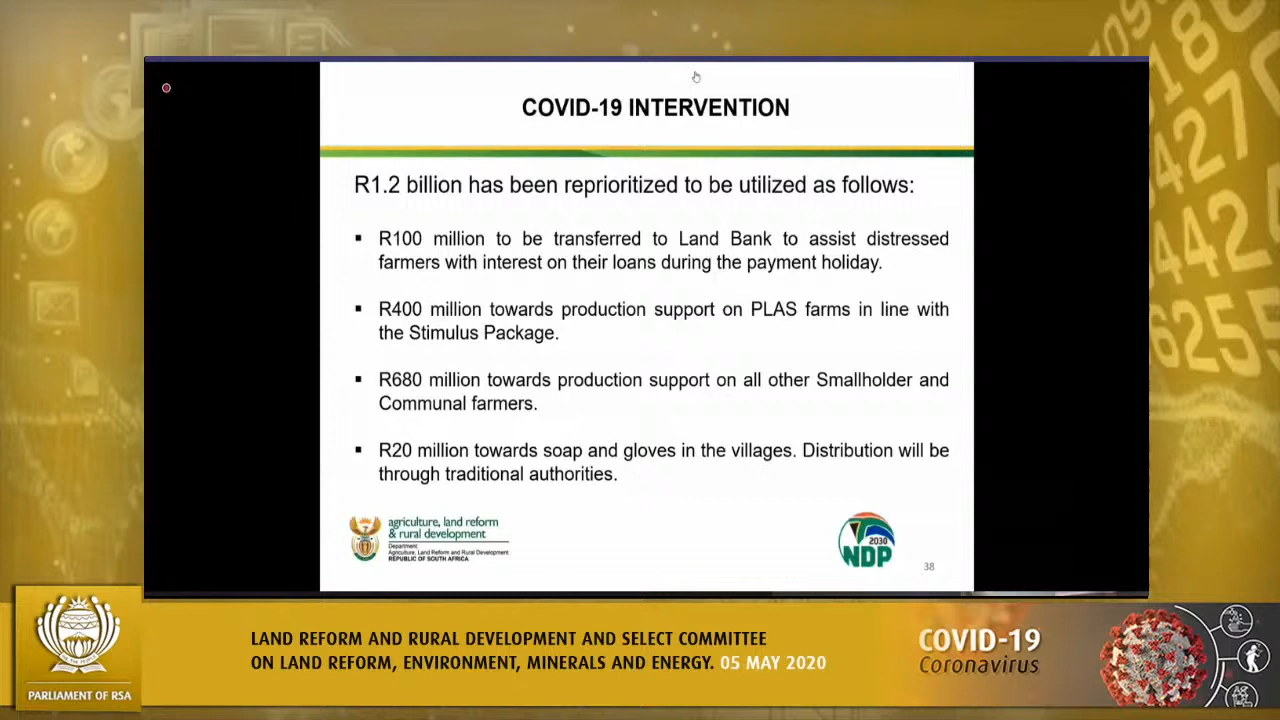 COVID-19 INTERVENTION
R1.2 billion has been reprioritized to be utilized as follows:
▪ R100 million to be transferred to Land Bank to assist distressed
farmers with interest on their loans during the payment holiday.
▪ R400 million towards production support on PLAS farms in line with
the Stimulus Package.
▪ R680 million towards production support on all other Smallholder and
Communal farmers.
▪ R20 million towards soap and gloves in the villages. Distribution will be
through traditional authorities.
agriculture, land reform
& rural development
Department:
Agriculture, Land Reform and Rural Development
REPUBLIC OF SOUTH AFRICA
2030
NDP
38
PARLIAMENT OF RSA
LAND REFORM AND RURAL DEVELOPMENT AND SELECT COMMITTEE
ON LAND REFORM, ENVIRONMENT, MINERALS AND ENERGY. 05 MAY 2020
COVID-19
Coronavirus
6255